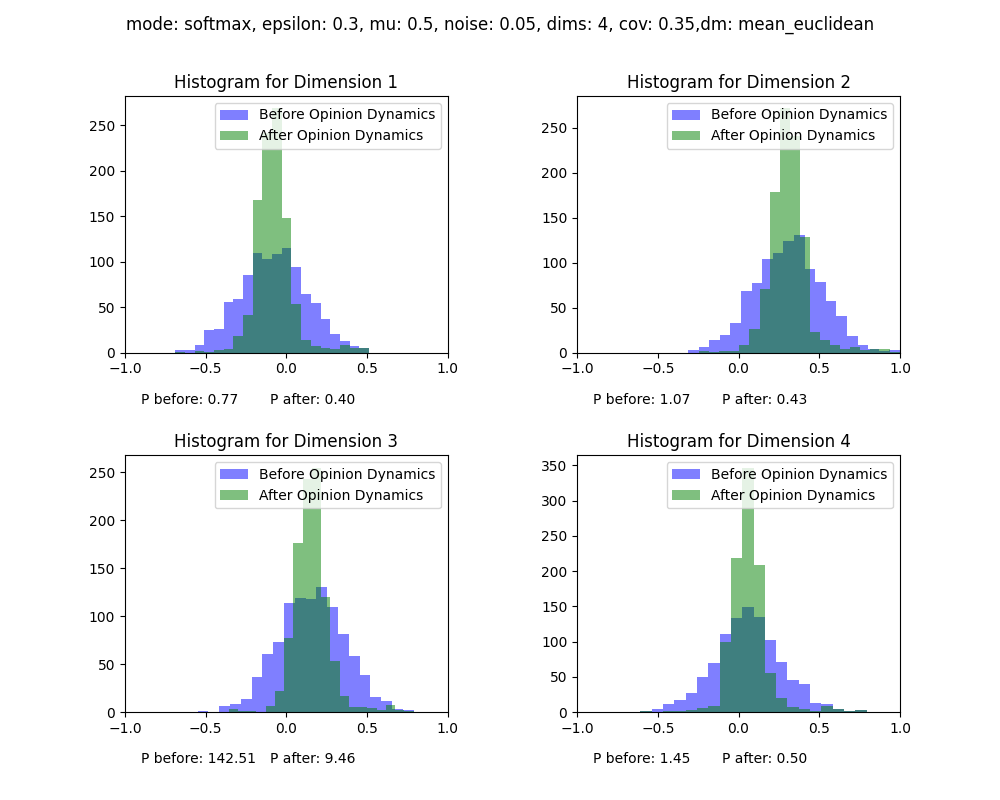 mode: softmax, epsilon: 0.3, mu: 0.5, noise: 0.05, dims: 4, cov: 0.35,dm: mean_euclidean
Histogram for Dimension 1
Before Opinion Dynamics
After Opinion Dynamics
250
200
150
100
50
0
−1.0 −0.5 0.0 0.5 1.0
P before: 0.77 P after: 0.40
Histogram for Dimension 2
Before Opinion Dynamics
After Opinion Dynamics
250
200
150
100
50
0
−1.0 −0.5 0.0 0.5 1.0
P before: 1.07 P after: 0.43
Histogram for Dimension 3
Before Opinion Dynamics
After Opinion Dynamics
250
200
150
100
50
0
−1.0 −0.5 0.0 0.5 1.0
P before: 142.51 P after: 9.46
Histogram for Dimension 4
Before Opinion Dynamics
After Opinion Dynamics
350
300
250
200
150
100
50
0
−1.0 −0.5 0.0 0.5 1.0
P before: 1.45 P after: 0.50